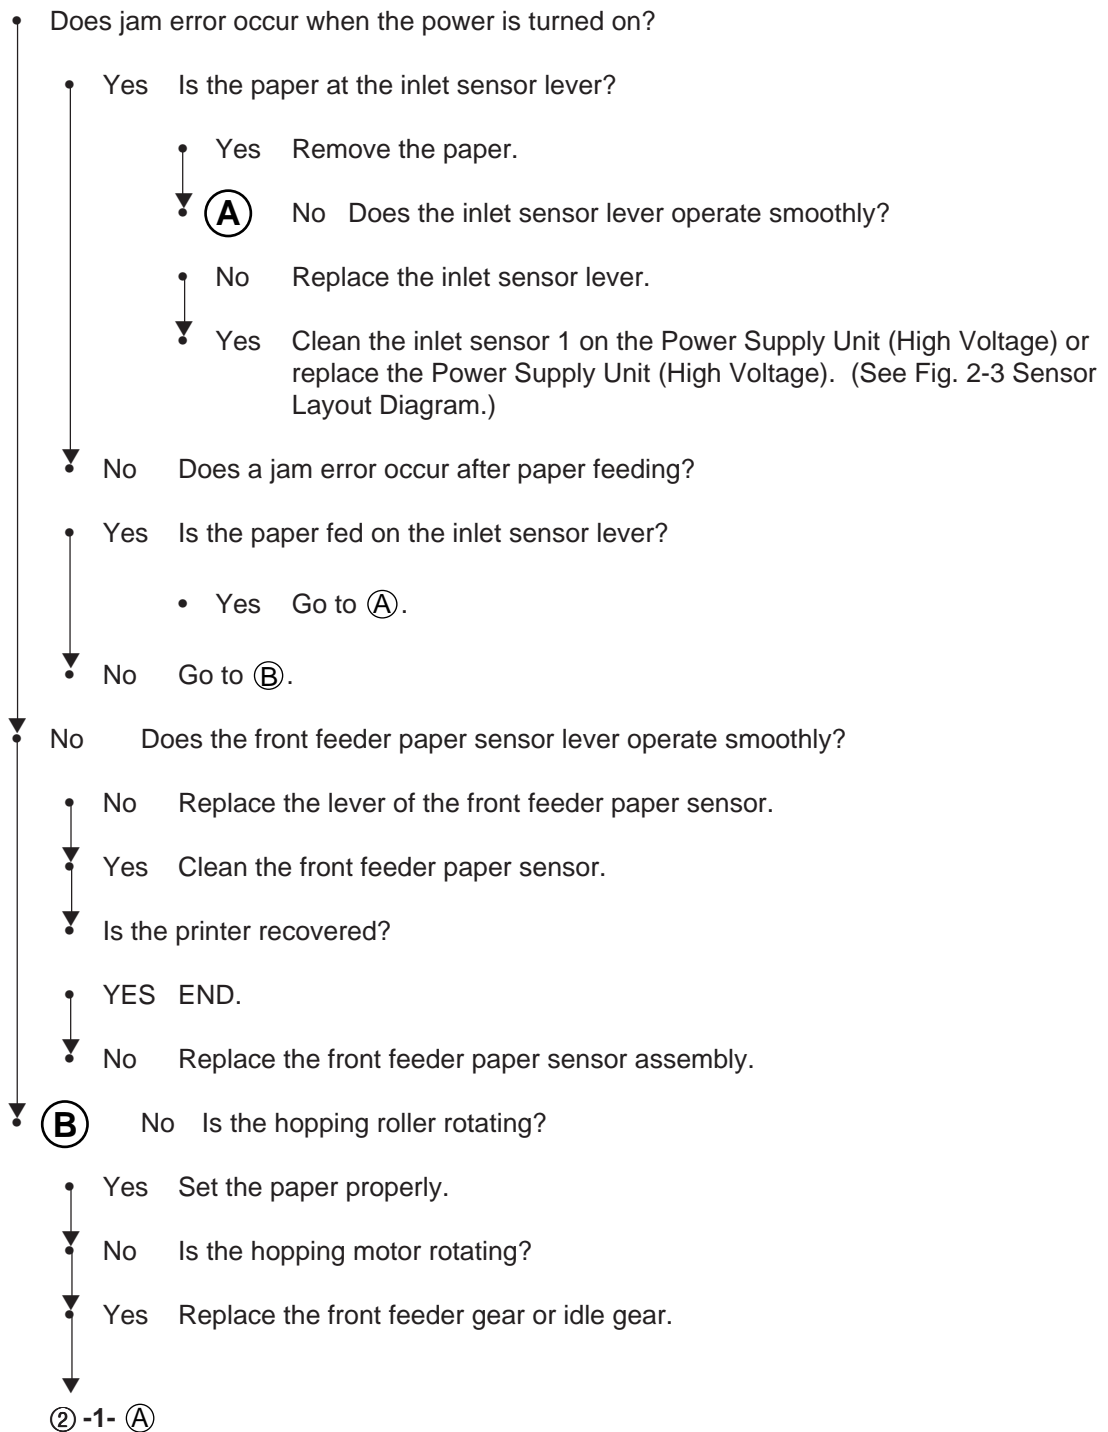 • Does jam error occur when the power is turned on?
• Yes Is the paper at the inlet sensor lever?
• Yes Remove the paper.
• Ⓐ No Does the inlet sensor lever operate smoothly?
• No Replace the inlet sensor lever.
• Yes Clean the inlet sensor 1 on the Power Supply Unit (High Voltage) or
replace the Power Supply Unit (High Voltage). (See Fig. 2-3 Sensor
Layout Diagram.)
• No Does a jam error occur after paper feeding?
• Yes Is the paper fed on the inlet sensor lever?
• Yes Go to Ⓐ.
• No Go to Ⓑ.
• No Does the front feeder paper sensor lever operate smoothly?
• No Replace the lever of the front feeder paper sensor.
• Yes Clean the front feeder paper sensor.
• Is the printer recovered?
• YES END.
• No Replace the front feeder paper sensor assembly.
• Ⓑ No Is the hopping roller rotating?
• Yes Set the paper properly.
• No Is the hopping motor rotating?
• Yes Replace the front feeder gear or idle gear.
② -1- Ⓐ